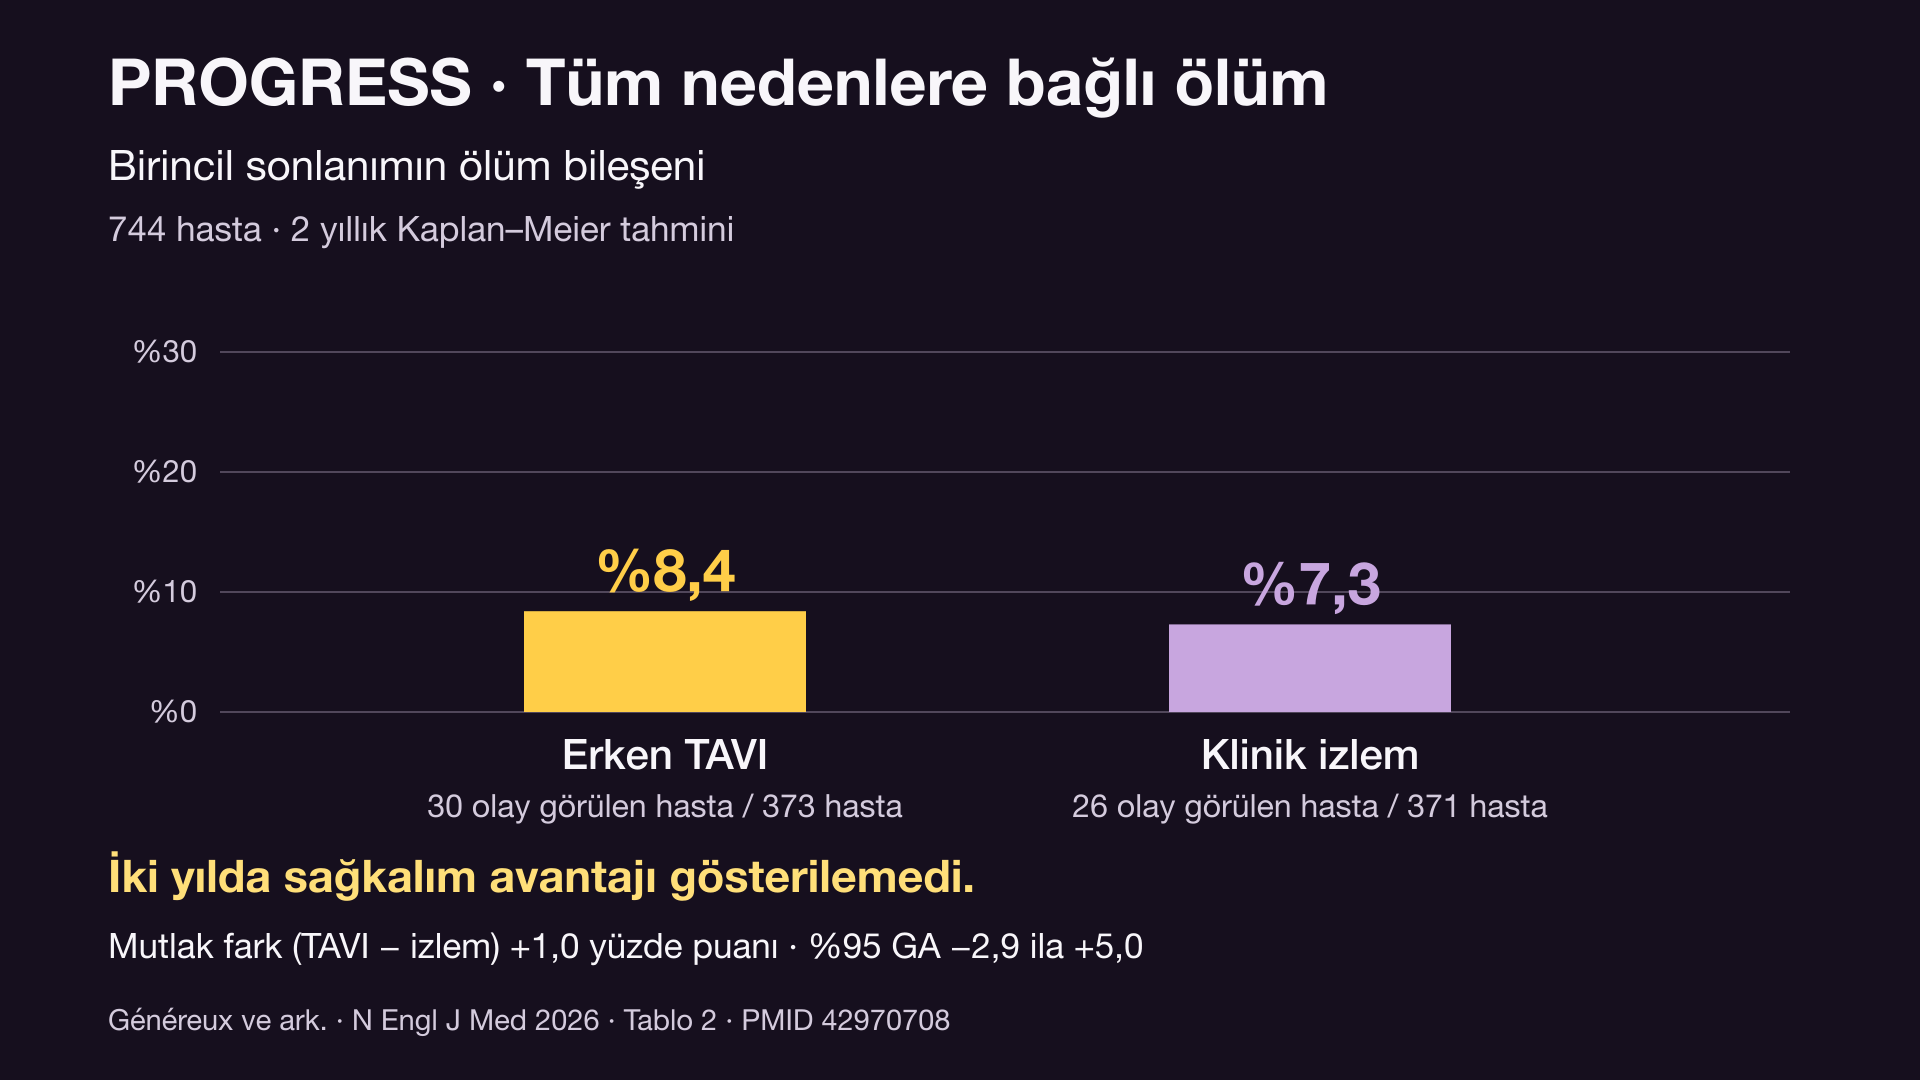 PROGRESS · Tüm nedenlere bağlı ölüm
Birincil sonlanımın ölüm bileşeni
744 hasta · 2 yıllık Kaplan–Meier tahmini
%30
%20
%10
%0
%8,4
%7,3
Erken TAVI
Klinik izlem
30 olay görülen hasta / 373 hasta
26 olay görülen hasta / 371 hasta
İki yılda sağkalım avantajı gösterilemedi.
Mutlak fark (TAVI − izlem) +1,0 yüzde puanı · %95 GA −2,9 ila +5,0
Généreux ve ark. · N Engl J Med 2026 · Tablo 2 · PMID 42970708